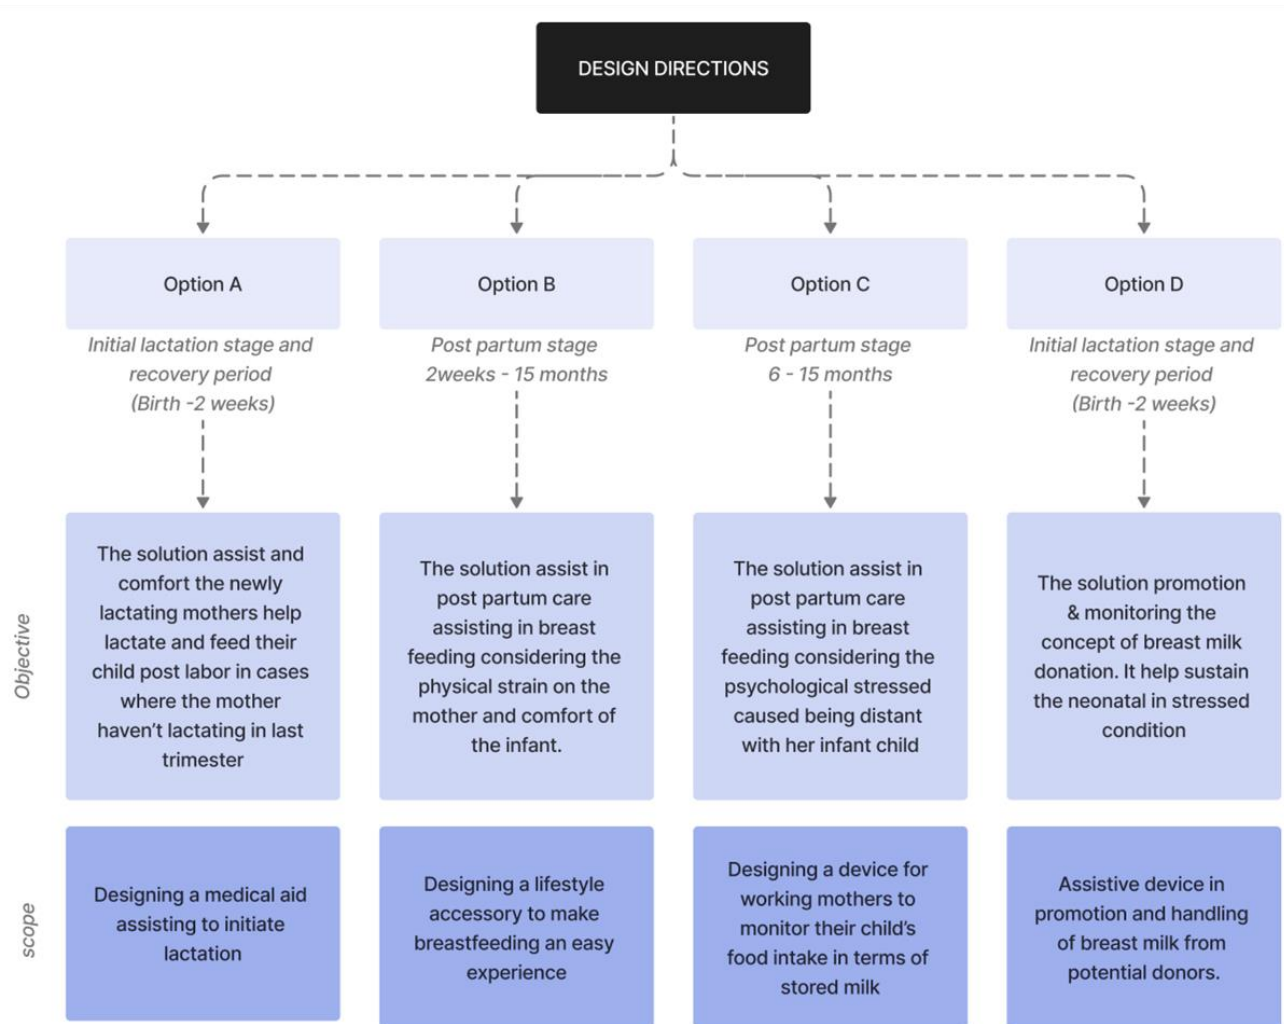 DESIGN DIRECTIONS
Option A
Initial lactation stage and
recovery period
(Birth -2 weeks)
Option B
Post partum stage
2weeks - 15 months
Option C
Post partum stage
6 - 15 months
Option D
Initial lactation stage and
recovery period
(Birth -2 weeks)
Objective
The solution assist and
comfort the newly
lactating mothers help
lactate and feed their
child post labor in cases
where the mother
haven’t lactating in last
trimester
The solution assist in
post partum care
assisting in breast
feeding considering the
physical strain on the
mother and comfort of
the infant.
The solution assist in
post partum care
assisting in breast
feeding considering the
psychological stressed
caused being distant
with her infant child
The solution promotion
& monitoring the
concept of breast milk
donation. It help sustain
the neonatal in stressed
condition
scope
Designing a medical aid
assisting to initiate
lactation
Designing a lifestyle
accessory to make
breastfeeding an easy
experience
Designing a device for
working mothers to
monitor their child’s
food intake in terms of
stored milk
Assistive device in
promotion and handling
of breast milk from
potential donors.